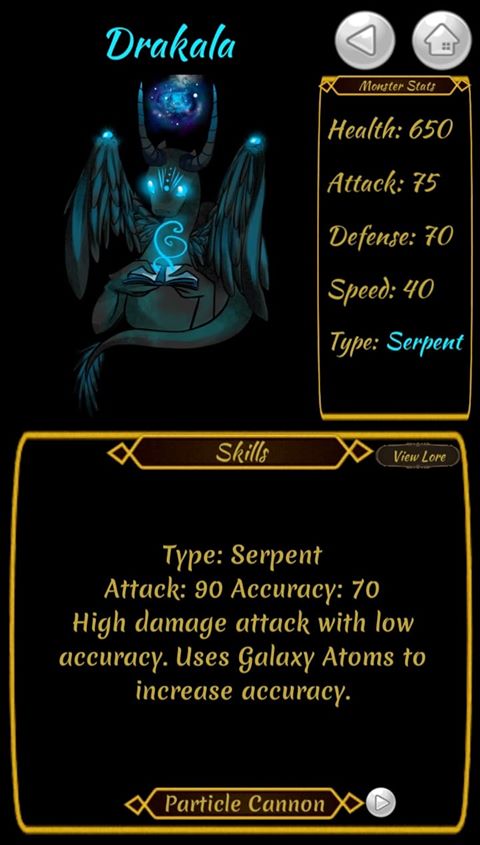 Drakala
Monster Stats
Health: 650
Attack: 75
Defense: 70
Speed: 40
Type: Serpent
Skills
View Lore
Type: Serpent
Attack: 90 Accuracy: 70
High damage attack with low
accuracy. Uses Galaxy Atoms to
increase accuracy.
Particle Cannon